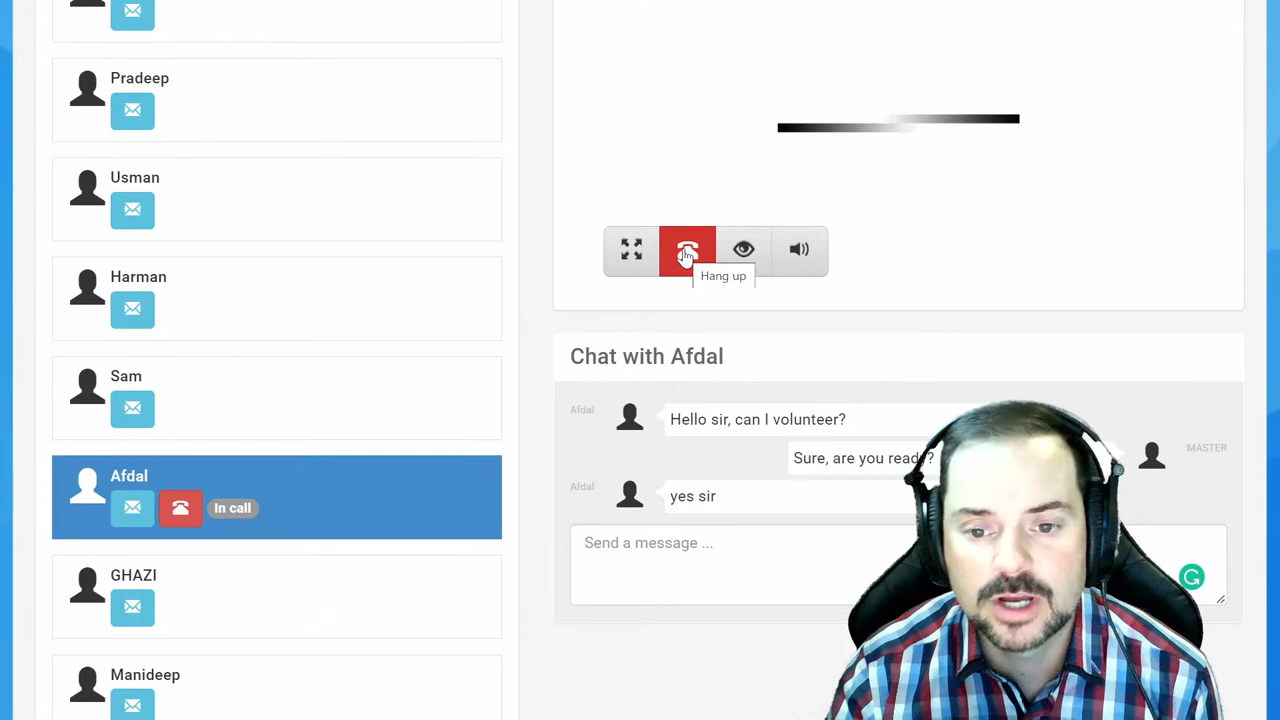 Pradeep
Usman
Harman
Sam
Afdal
In call
GHAZI
Manideep
Hang up
Chat with Afdal
Afdal
Hello sir, can I volunteer?
MASTER
Sure, are you ready?
Afdal
yes sir
Send a message ...